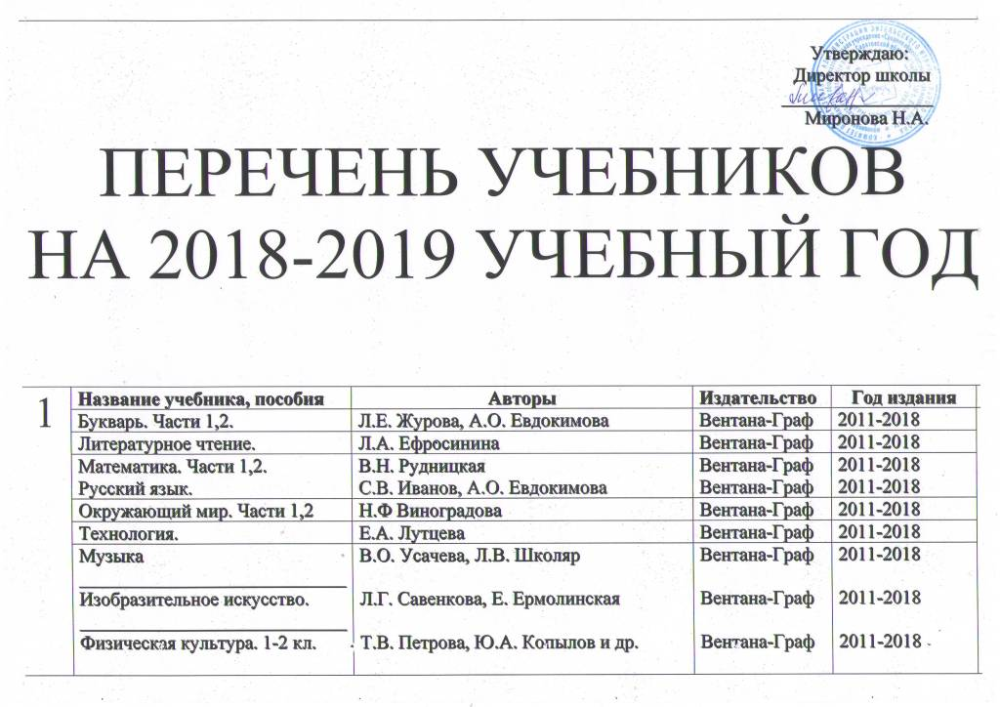 Утверждаю:
Директор школы
Миронова Н.А.
ПЕРЕЧЕНЬ УЧЕБНИКОВ
НА 2018-2019 УЧЕБНЫЙ ГОД
1 Название учебника, пособия Авторы Издательство Год издания
Букварь. Части 1,2. Л.Е. Журова, А.О. Евдокимова Вентана-Граф 2011-2018
Литературное чтение. Л.А. Ефросинина Вентана-Граф 2011-2018
Математика. Части 1,2. В.Н. Рудницкая Вентана-Граф 2011-2018
Русский язык. С.В. Иванов, А.О. Евдокимова Вентана-Граф 2011-2018
Окружающий мир. Части 1,2 Н.Ф Виноградова Вентана-Граф 2011-2018
Технология. Е.А. Лутцева Вентана-Граф 2011-2018
Музыка В.О. Усачева, Л.В. Школяр Вентана-Граф 2011-2018
Изобразительное искусство. Л.Г. Савенкова, Е. Ермолинская Вентана-Граф 2011-2018
Физическая культура. 1-2 кл. Т.В. Петрова, Ю.А. Копылов и др. Вентана-Граф 2011-2018